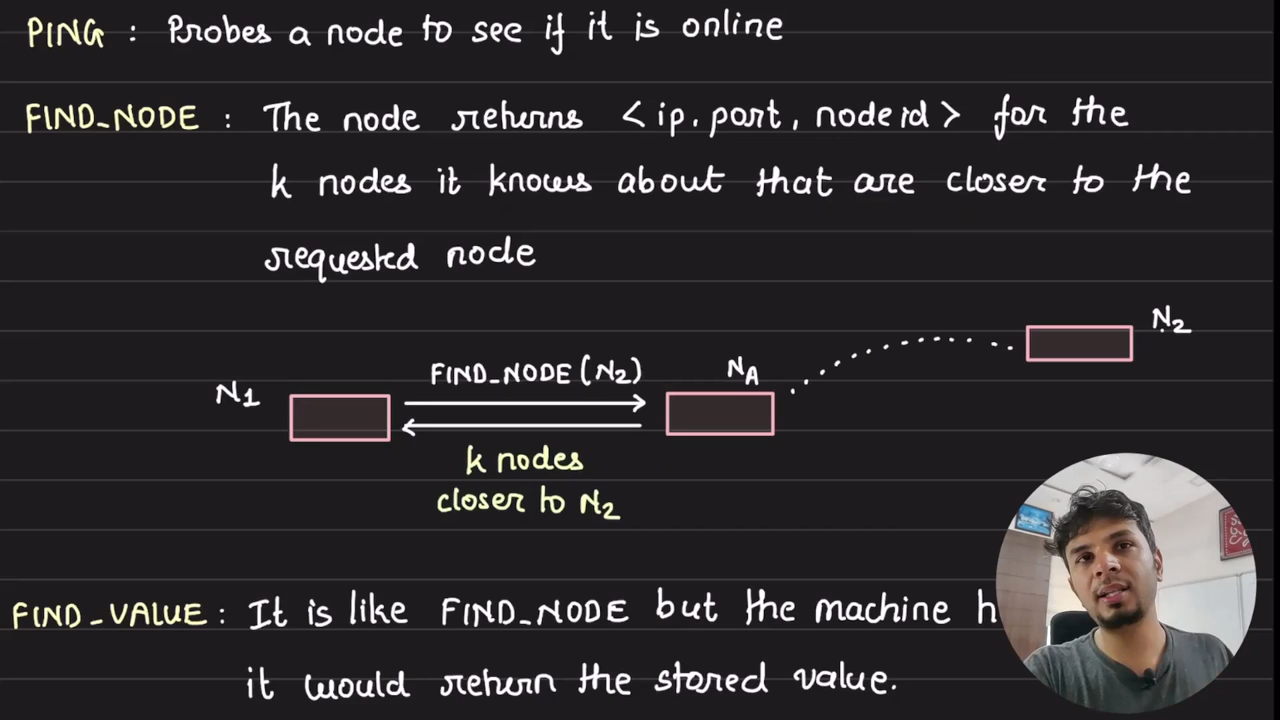 PING : Probes a node to see if it is online
FIND_NODE : The node returns <ip, port, node id> for the
k nodes it knows about that are closer to the
requested node
N2
N1
FIND_NODE (N2)
NA
k nodes
closer to N2
FIND_VALUE : It is like FIND_NODE but the machine h
it would return the stored value.